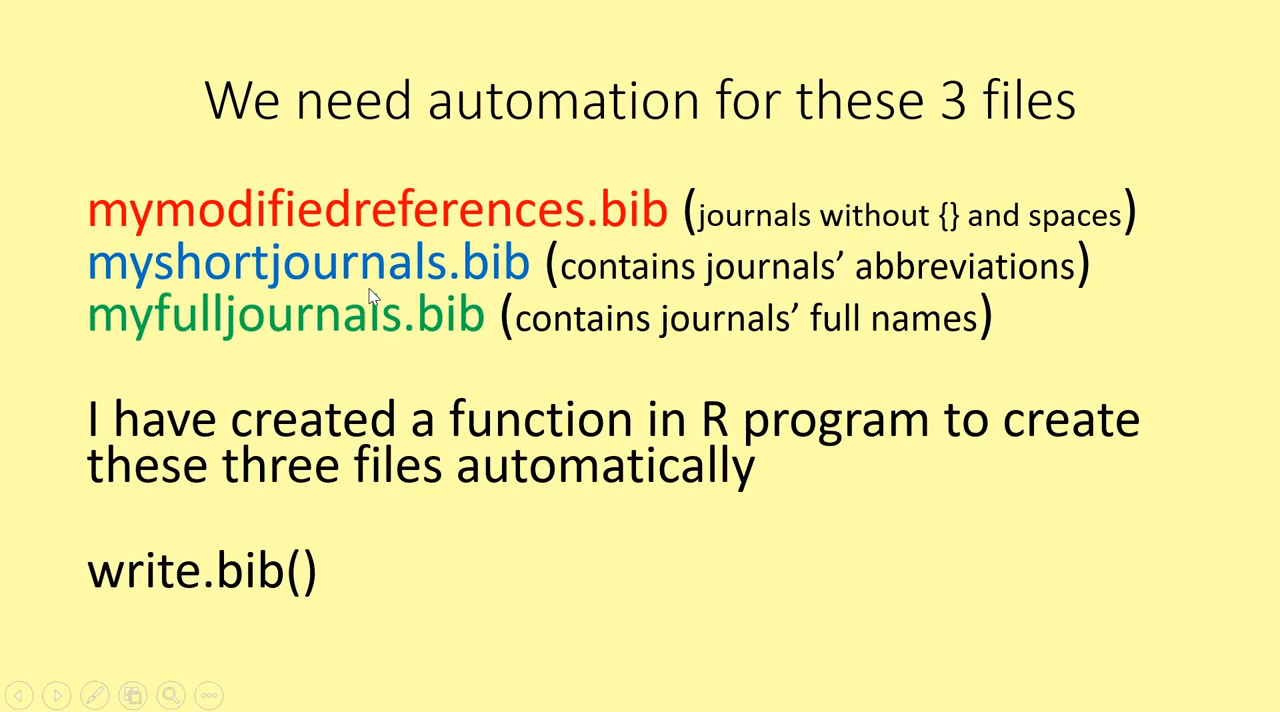 We need automation for these 3 files
mymodifiedreferences.bib (journals without {} and spaces)
myshortjournals.bib (contains journals’ abbreviations)
myfulljournals.bib (contains journals’ full names)
I have created a function in R program to create
these three files automatically
write.bib()